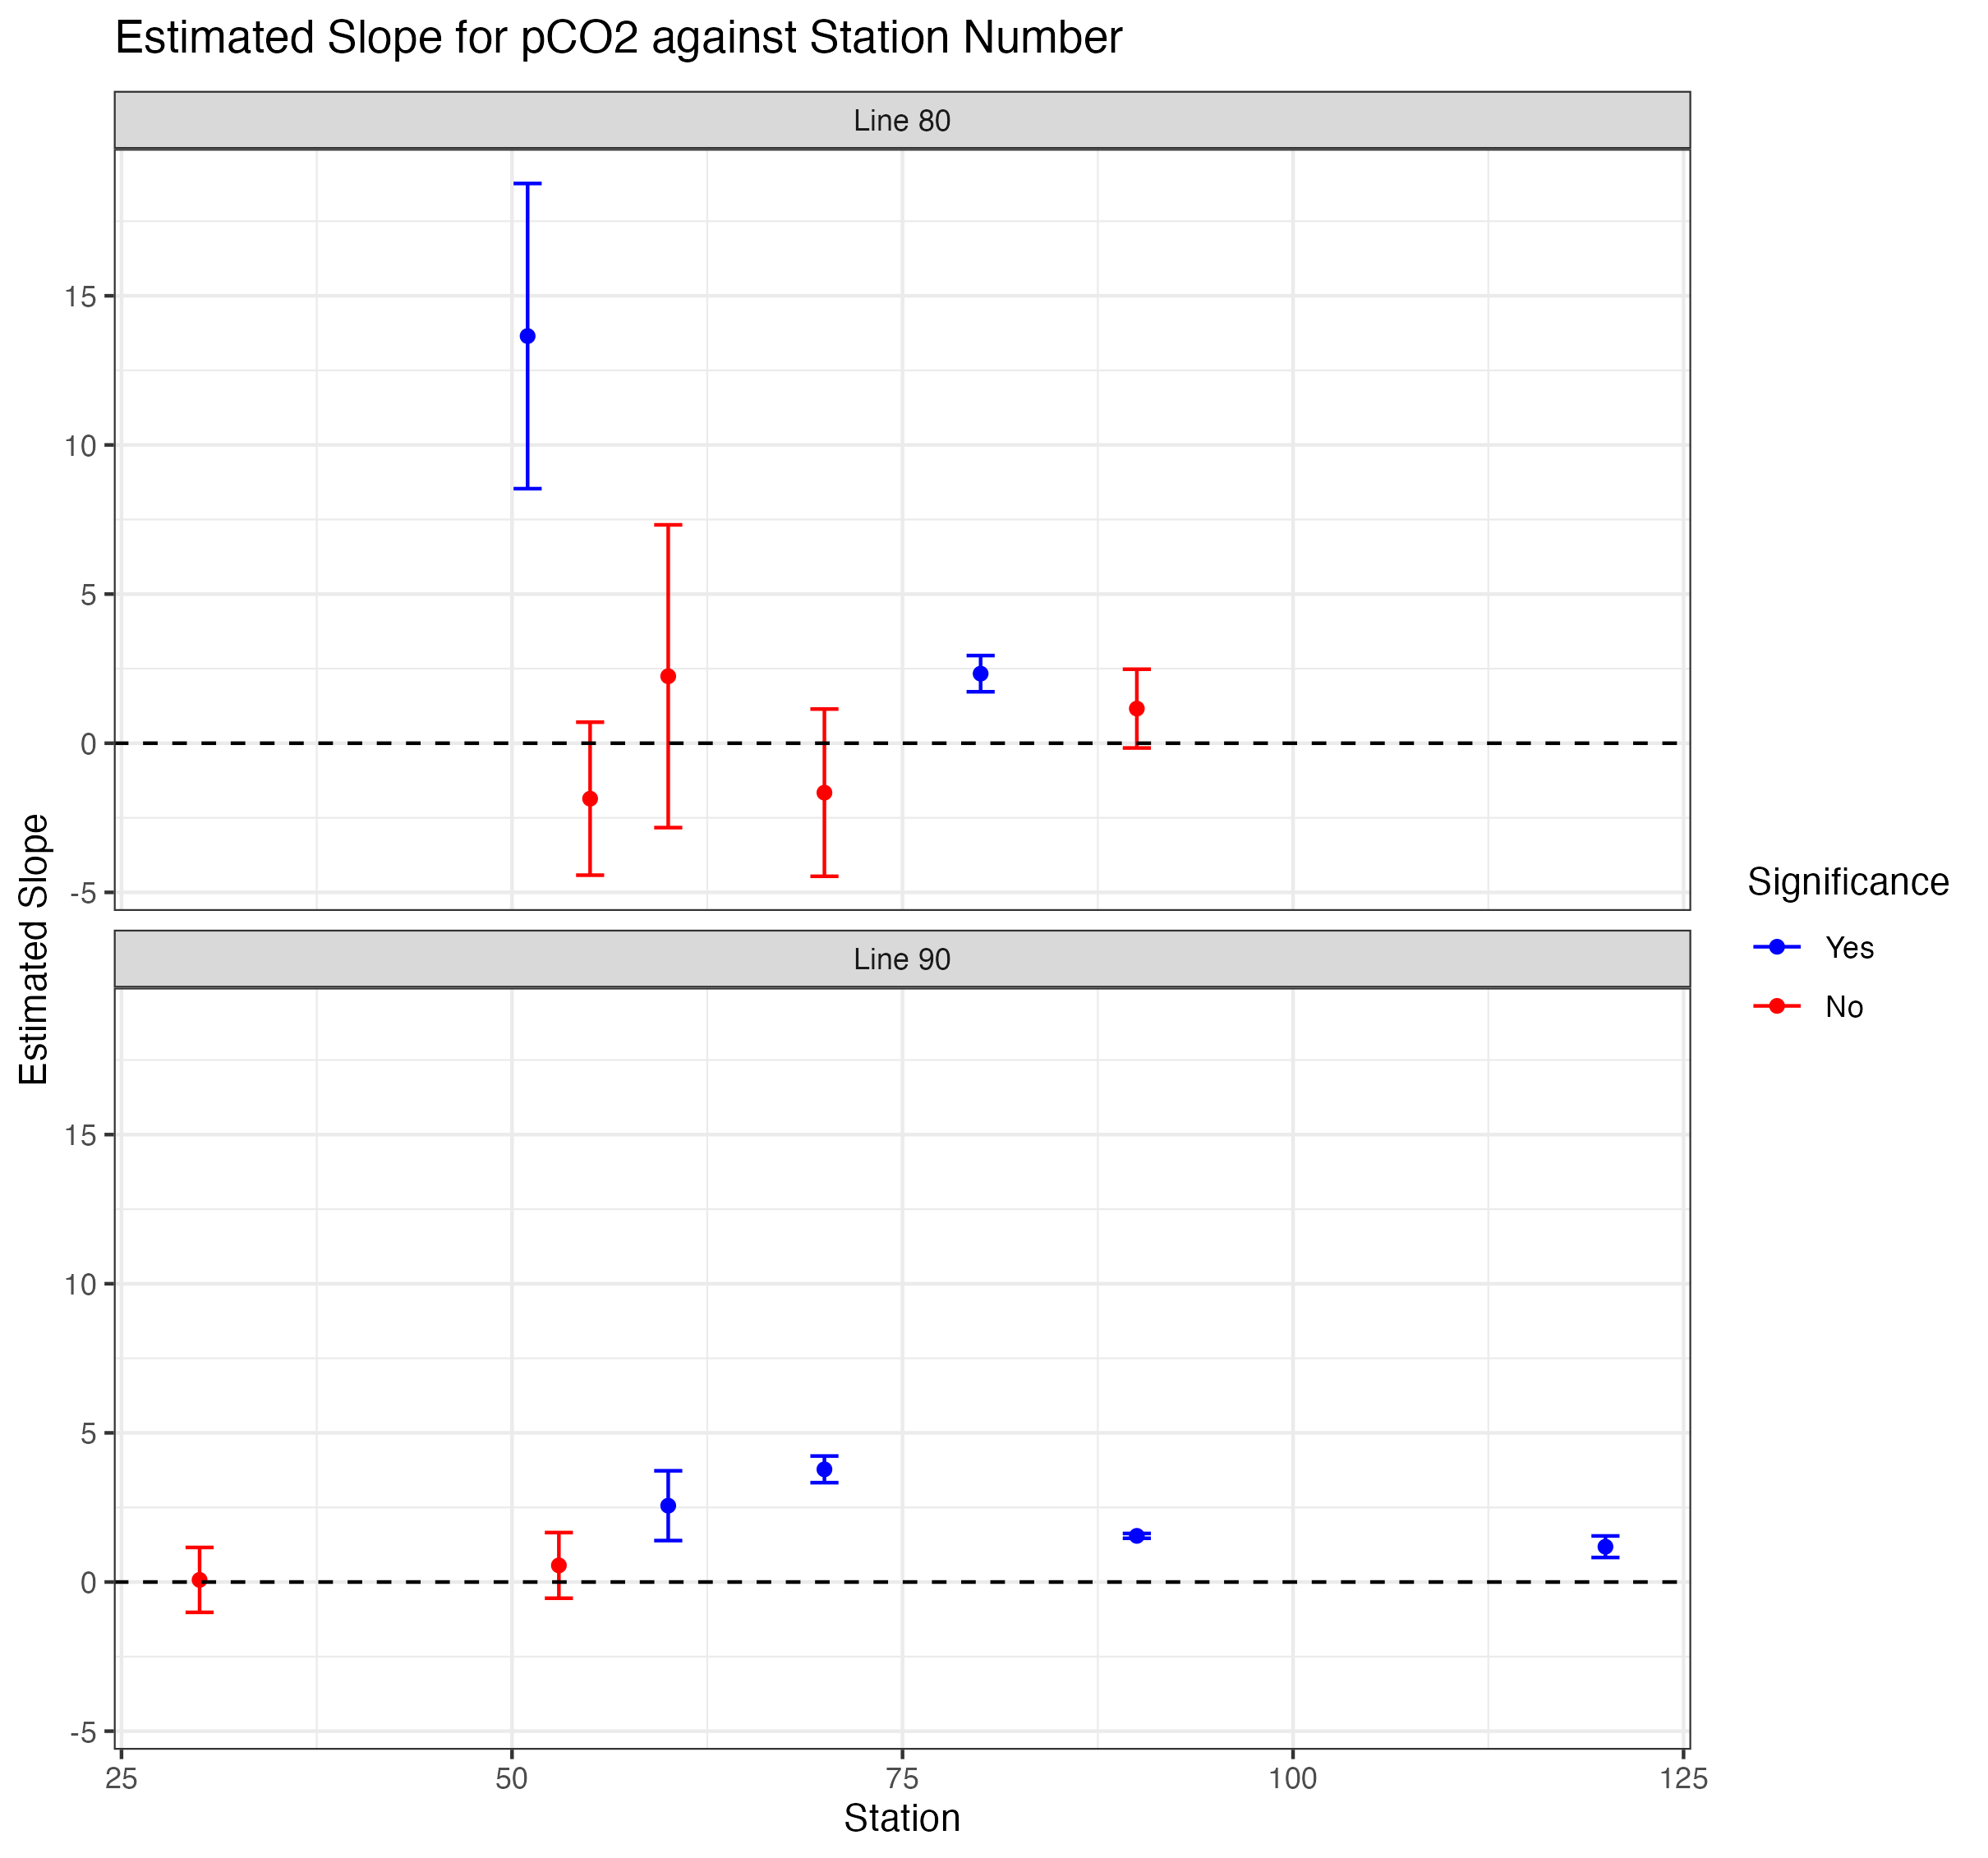 Estimated Slope for pCO2 against Station Number
Line 80
15
10
5
0
-5
Line 90
15
10
5
0
-5
25 50 75 100 125
Station
Estimated Slope
Significance
Yes
No